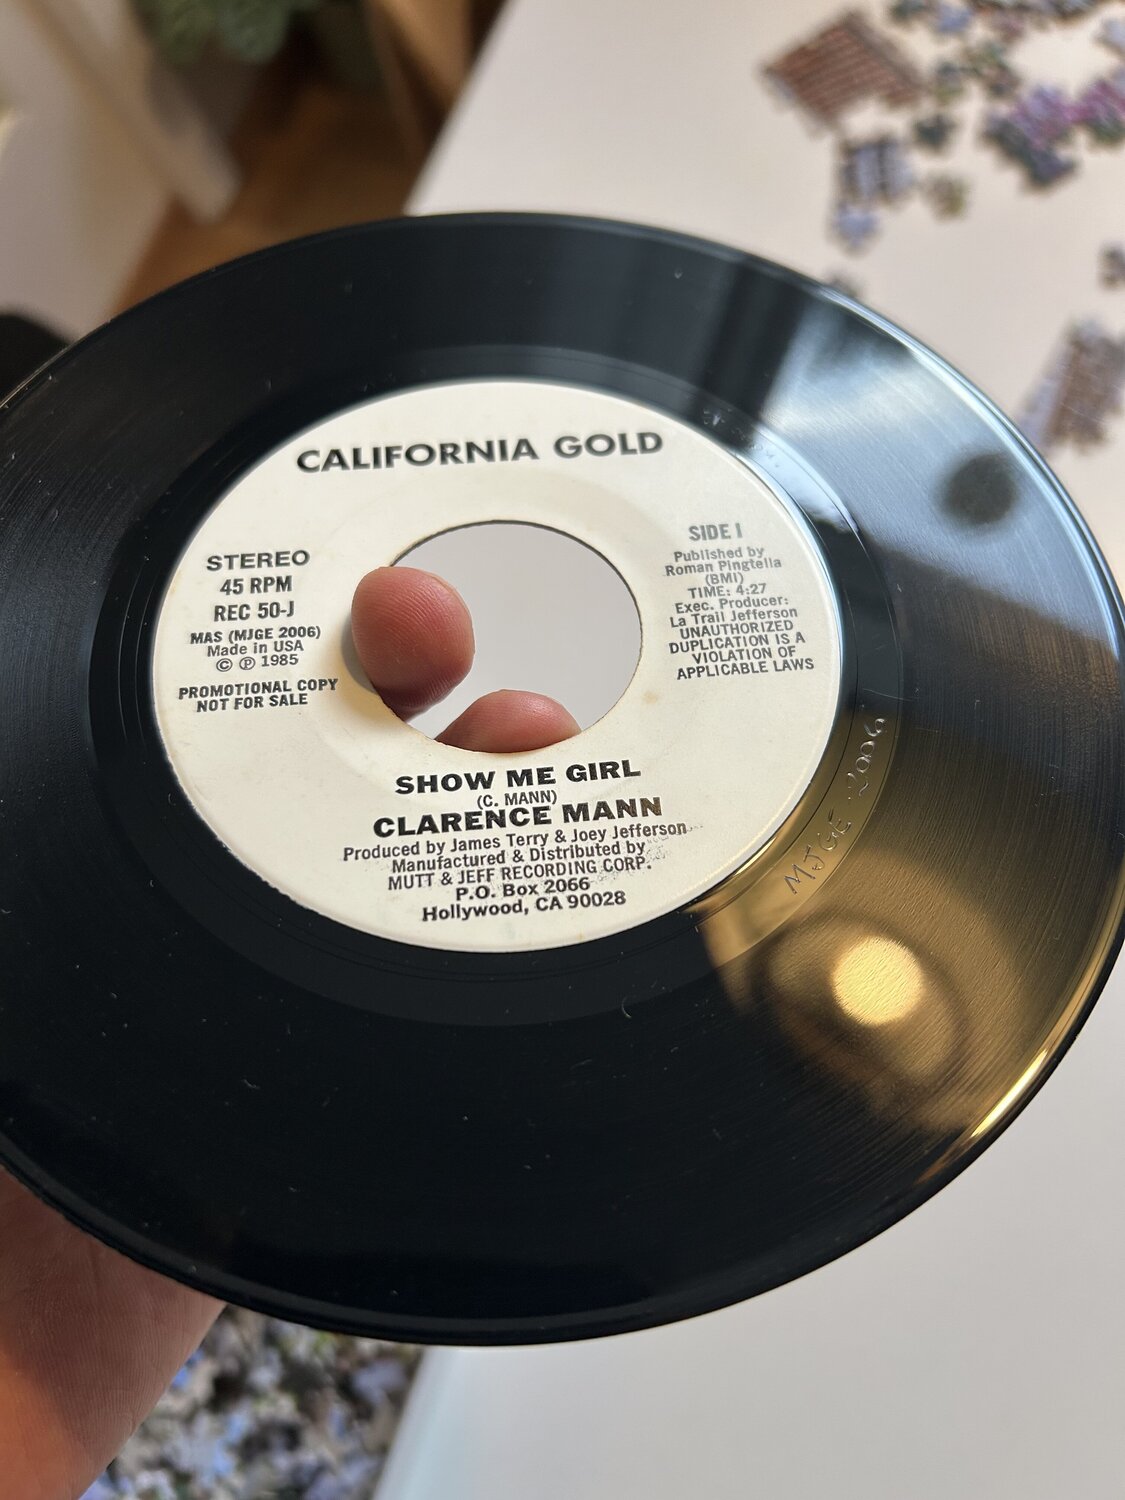 CALIFORNIA GOLD
STEREO
45 RPM
REC 50-J
MAS (MJGE 2006)
Made in USA
© ℗ 1985
PROMOTIONAL COPY
NOT FOR SALE
SIDE 1
Published by
Roman Pingtella
(BMI)
TIME: 4:27
Exec. Producer:
La Trail Jefferson
UNAUTHORIZED
DUPLICATION IS A
VIOLATION OF
APPLICABLE LAWS
SHOW ME GIRL
(C. MANN)
CLARENCE MANN
Produced by James Terry & Joey Jefferson
Manufactured & Distributed by
MUTT & JEFF RECORDING CORP.
P.O. Box 2066
Hollywood, CA 90028
MJGE 2006